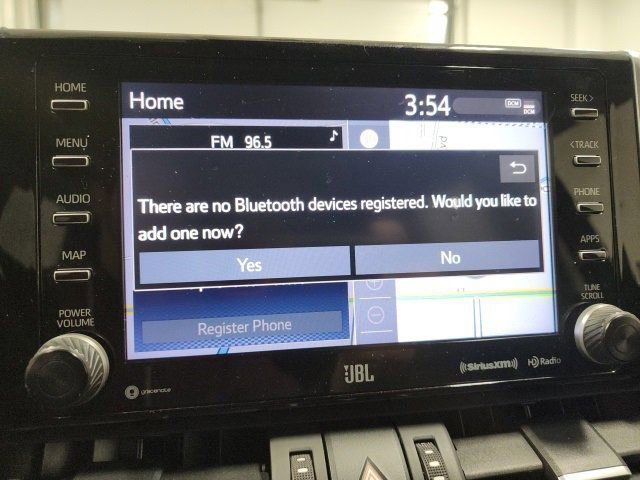 HOME
MENU
AUDIO
MAP
POWER
VOLUME
Home
3:54
DCM
DCM
FM 96.5
There are no Bluetooth devices registered. Would you like to
add one now?
Yes
No
Register Phone
gracenote
JBL
SiriusXM
HD Radio
SEEK >
< TRACK
PHONE
APPS
TUNE
SCROLL